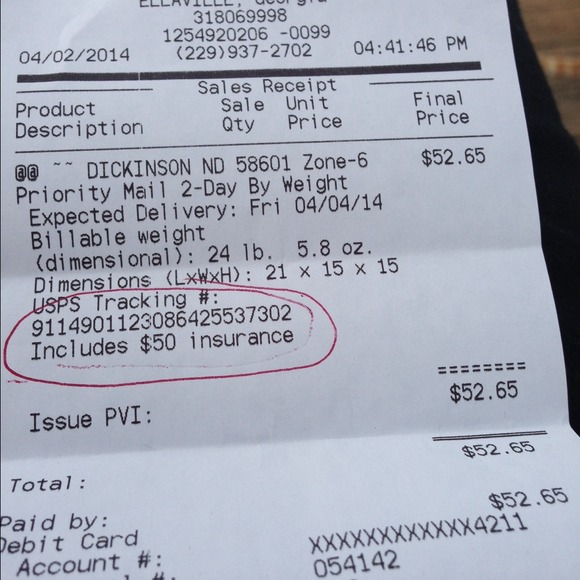 ELLAVILLE, Georgia
318069998
1254920206 -0099
04/02/2014 (229)937-2702 04:41:46 PM
Sales Receipt
Product Sale Unit Final
Description Qty Price Price
@@ ~~ DICKINSON ND 58601 Zone-6 $52.65
Priority Mail 2-Day By Weight
Expected Delivery: Fri 04/04/14
Billable weight
(dimensional): 24 lb. 5.8 oz.
Dimensions (LxWxH): 21 x 15 x 15
USPS Tracking #:
9114901123086425537302
Includes $50 insurance
========
Issue PVI: $52.65
$52.65
Total:
$52.65
Paid by:
Debit Card XXXXXXXXXXXX4211
Account #: 054142